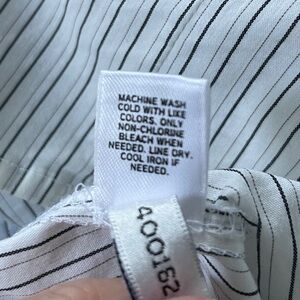 MACHINE WASH
COLD WITH LIKE
COLORS. ONLY
NON-CHLORINE
BLEACH WHEN
NEEDED. LINE DRY.
COOL IRON IF
NEEDED.
400162